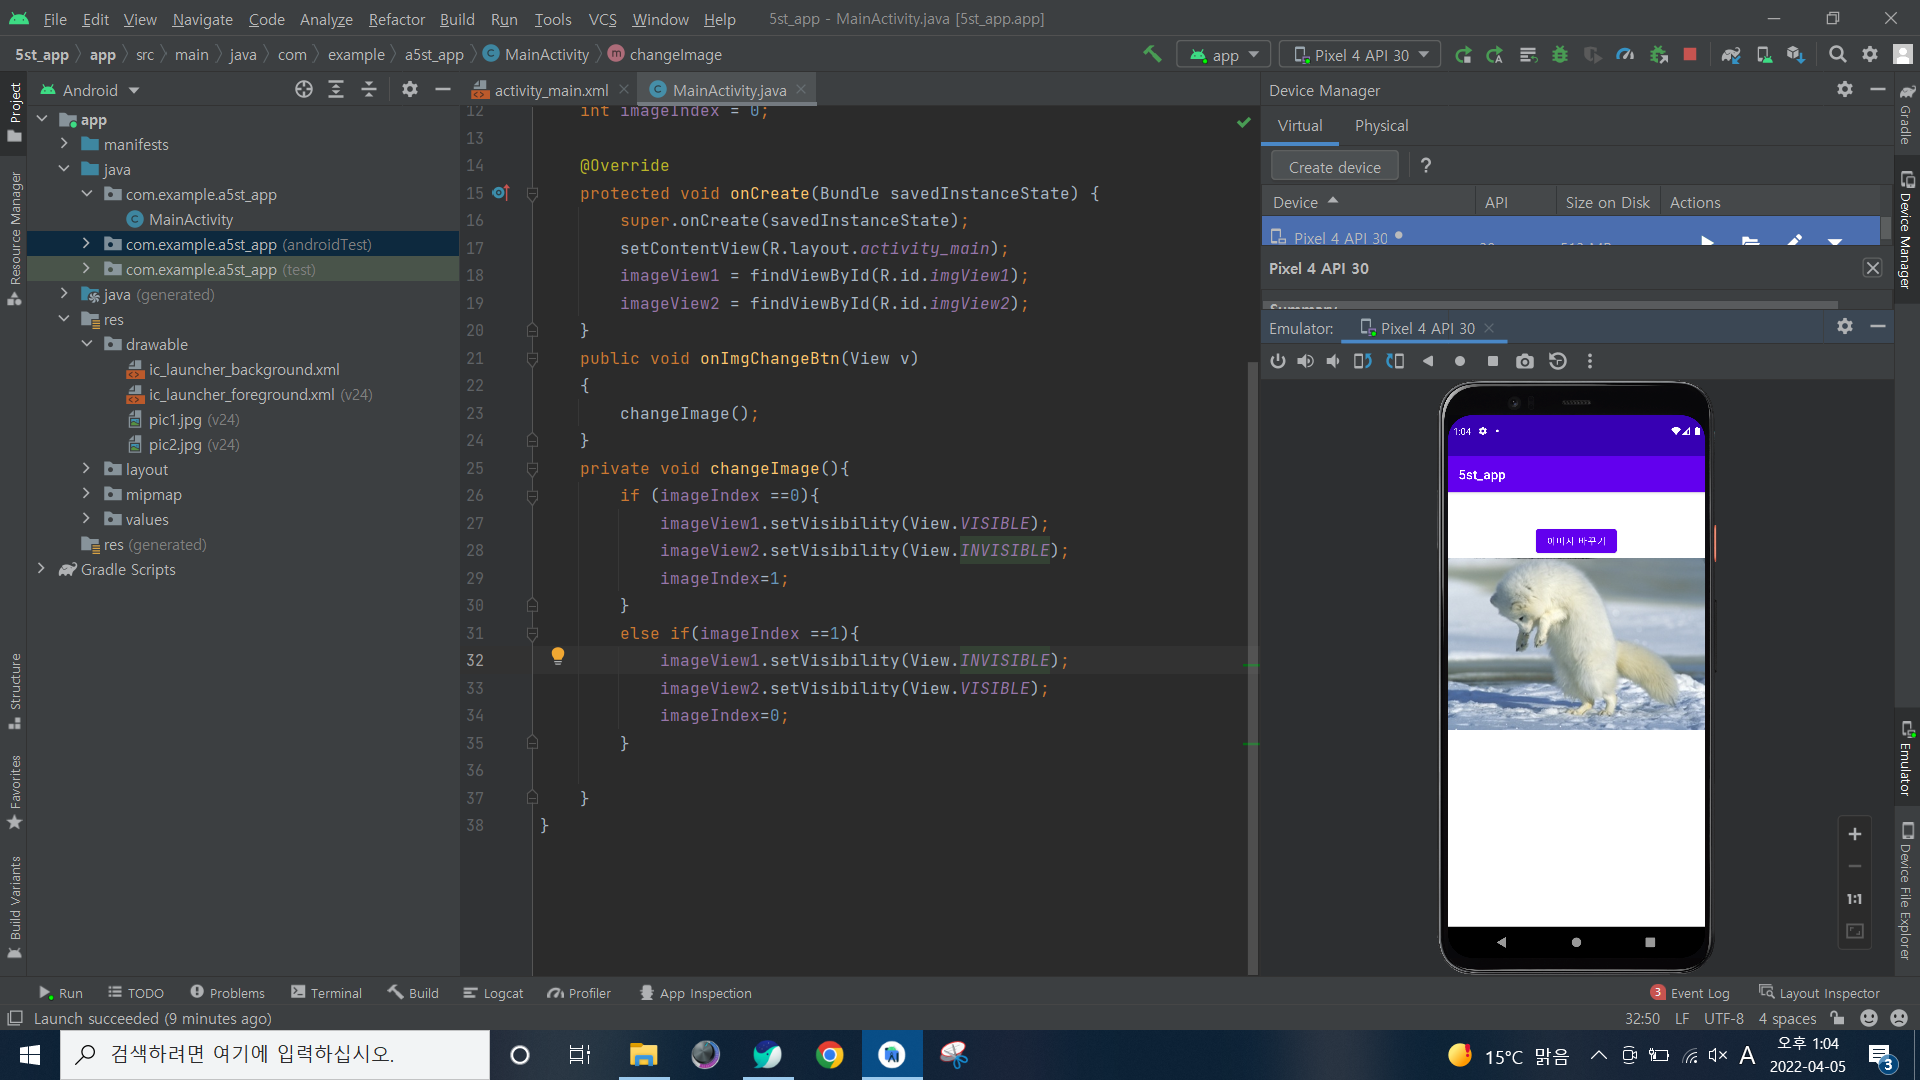 File Edit View Navigate Code Analyze Refactor Build Run Tools VCS Window Help 5st_app - MainActivity.java [5st_app.app]
5st_app app src main java com example a5st_app MainActivity changeImage app Pixel 4 API 30
Android
activity_main.xml MainActivity.java
Project
Resource Manager
Structure
Favorites
Build Variants
app
manifests
java
com.example.a5st_app
MainActivity
com.example.a5st_app (androidTest)
com.example.a5st_app (test)
java (generated)
res
drawable
ic_launcher_background.xml
ic_launcher_foreground.xml (v24)
pic1.jpg (v24)
pic2.jpg (v24)
layout
mipmap
values
res (generated)
Gradle Scripts
12 int imageIndex = 0;
13
14 @Override
15 protected void onCreate(Bundle savedInstanceState) {
16 super.onCreate(savedInstanceState);
17 setContentView(R.layout.activity_main);
18 imageView1 = findViewById(R.id.imgView1);
19 imageView2 = findViewById(R.id.imgView2);
20 }
21 public void onImgChangeBtn(View v)
22 {
23 changeImage();
24 }
25 private void changeImage(){
26 if (imageIndex ==0){
27 imageView1.setVisibility(View.VISIBLE);
28 imageView2.setVisibility(View.INVISIBLE);
29 imageIndex=1;
30 }
31 else if(imageIndex ==1){
32 imageView1.setVisibility(View.INVISIBLE);
33 imageView2.setVisibility(View.VISIBLE);
34 imageIndex=0;
35 }
36
37 }
38 }
Device Manager
Virtual Physical
Create device ?
Device API Size on Disk Actions
Pixel 4 API 30
Pixel 4 API 30
Summary
Emulator: Pixel 4 API 30
1:04
5st_app
이미지 바꾸기
1:1
Gradle
Device Manager
Emulator
Device File Explorer
Run TODO Problems Terminal Build Logcat Profiler App Inspection 3 Event Log Layout Inspector
Launch succeeded (9 minutes ago) 32:50 LF UTF-8 4 spaces
검색하려면 여기에 입력하십시오.
15°C 맑음 A 오후 1:04
2022-04-05
3